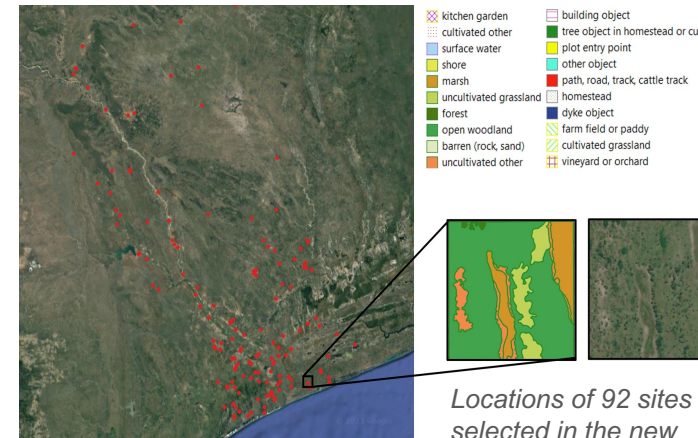 kitchen garden
cultivated other
surface water
shore
marsh
uncultivated grassland
forest
open woodland
barren (rock, sand)
uncultivated other
building object
tree object in homestead or cu
plot entry point
other object
path, road, track, cattle track
homestead
dyke object
farm field or paddy
cultivated grassland
vineyard or orchard
Locations of 92 sites
selected in the new